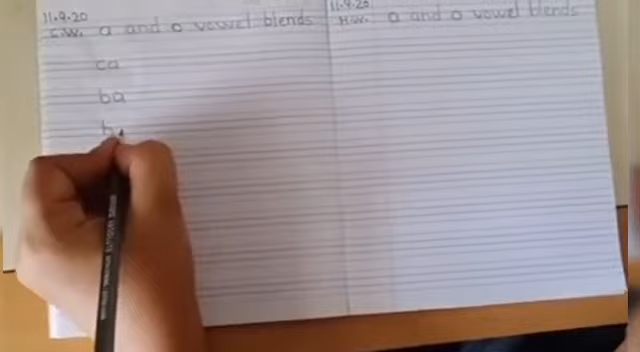 11.9.20
C.W. a and o vowel blends
ca
ba
h
11.9.20
H.W. a and o vowel blends